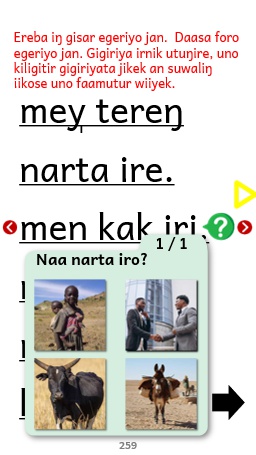 Ereba iŋ gisar egeriyo jan. Daasa foro
egeriyo jan. Gigiriya irnik utuŋire, uno
kiligitir gigiriyata jikek an suwaliŋ
iikose uno faamutur wiiyek.
mey tereŋ
narta ire.
men kak iri.
1 / 1
Naa narta iro?
259